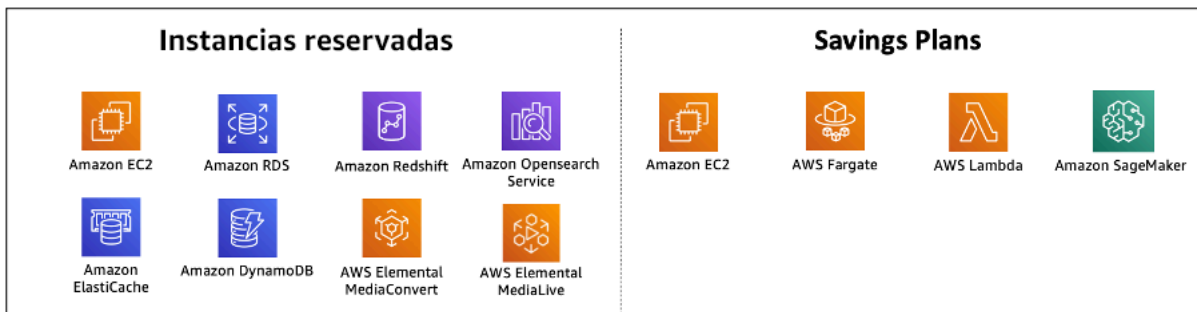 Instancias reservadas
Amazon EC2
Amazon RDS
Amazon Redshift
Amazon Opensearch
Service
Amazon
ElastiCache
Amazon DynamoDB
AWS Elemental
MediaConvert
AWS Elemental
MediaLive
Savings Plans
Amazon EC2
AWS Fargate
AWS Lambda
Amazon SageMaker